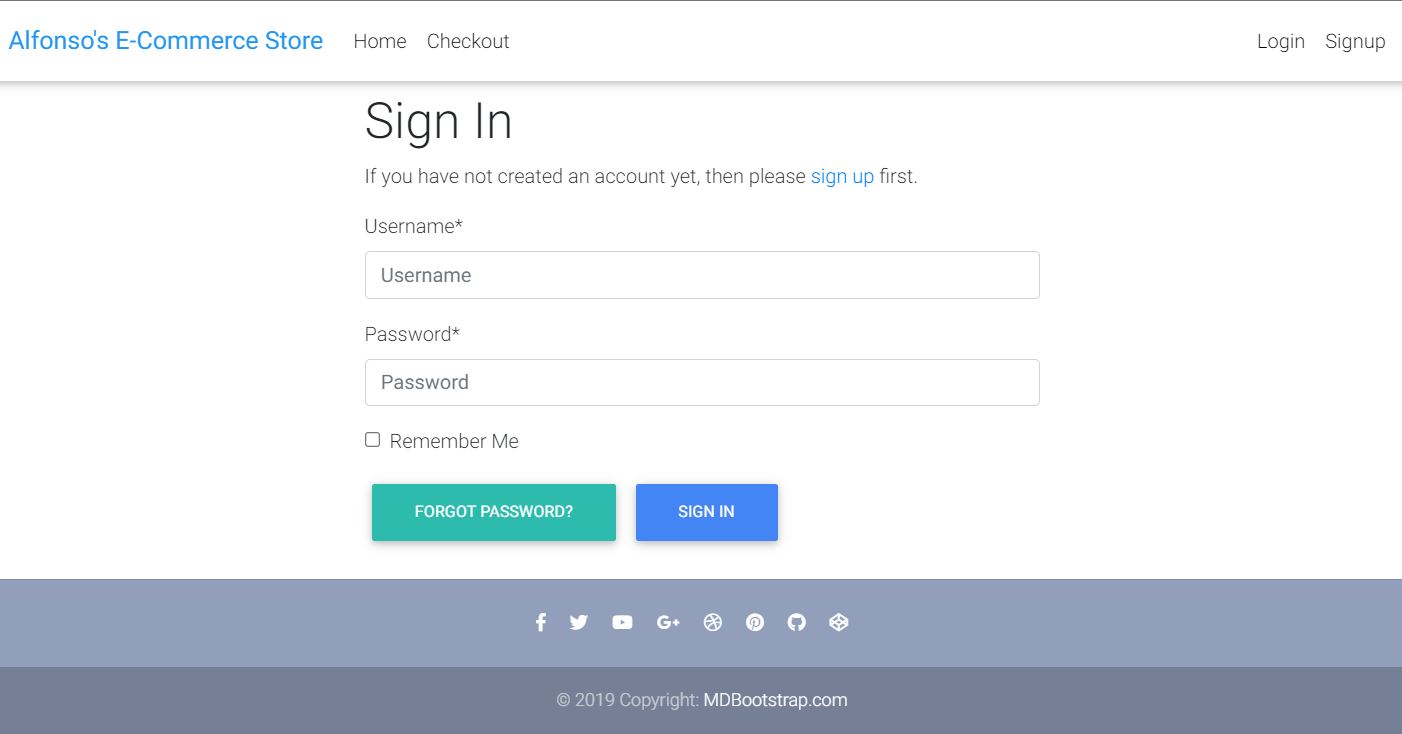 Alfonso's E-Commerce Store Home Checkout Login Signup
Sign In
If you have not created an account yet, then please sign up first.
Username*
Username
Password*
Password
Remember Me
FORGOT PASSWORD? SIGN IN
© 2019 Copyright: MDBootstrap.com